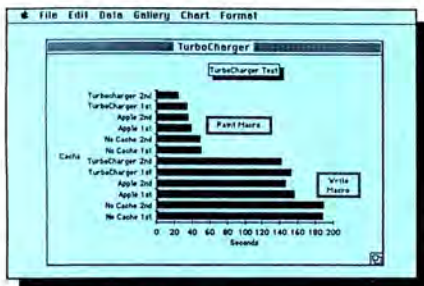 File Edit Data Gallery Chart Format
TurboCharger
TurboCharger Test
Turbocharger 2nd
TurboCharger 1st
Apple 2nd
Apple 1st
No Cache 2nd
No Cache 1st
Paint Macro
Cache
TurboCharger 2nd
TurboCharger 1st
Apple 2nd
Apple 1st
No Cache 2nd
No Cache 1st
Write
Macro
0 20 40 60 80 100 120 140 160 180 200
Seconds